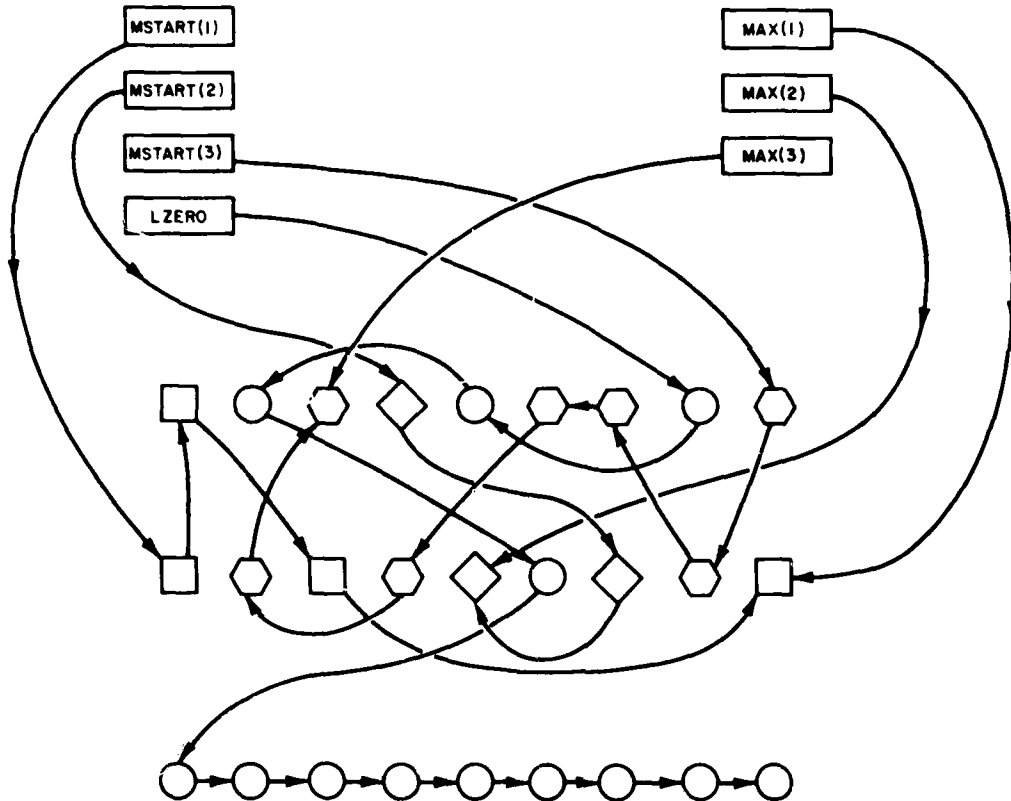 MSTART(1)
MSTART(2)
MSTART(3)
LZERO
MAX(1)
MAX(2)
MAX(3)